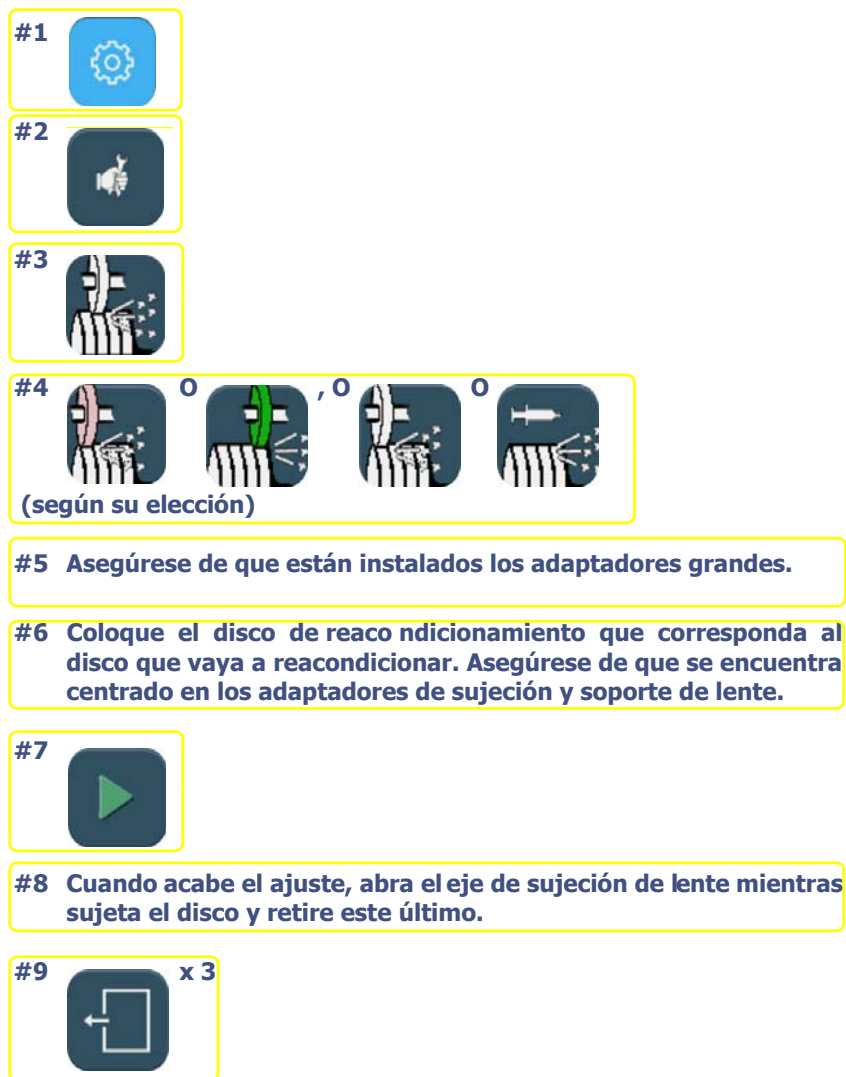 #1
#2
#3
#4 O , O O
(según su elección)
#5 Asegúrese de que están instalados los adaptadores grandes.
#6 Coloque el disco de reaco ndicionamiento que corresponda al
disco que vaya a reacondicionar. Asegúrese de que se encuentra
centrado en los adaptadores de sujeción y soporte de lente.
#7
#8 Cuando acabe el ajuste, abra el eje de sujeción de lente mientras
sujeta el disco y retire este último.
#9 x 3